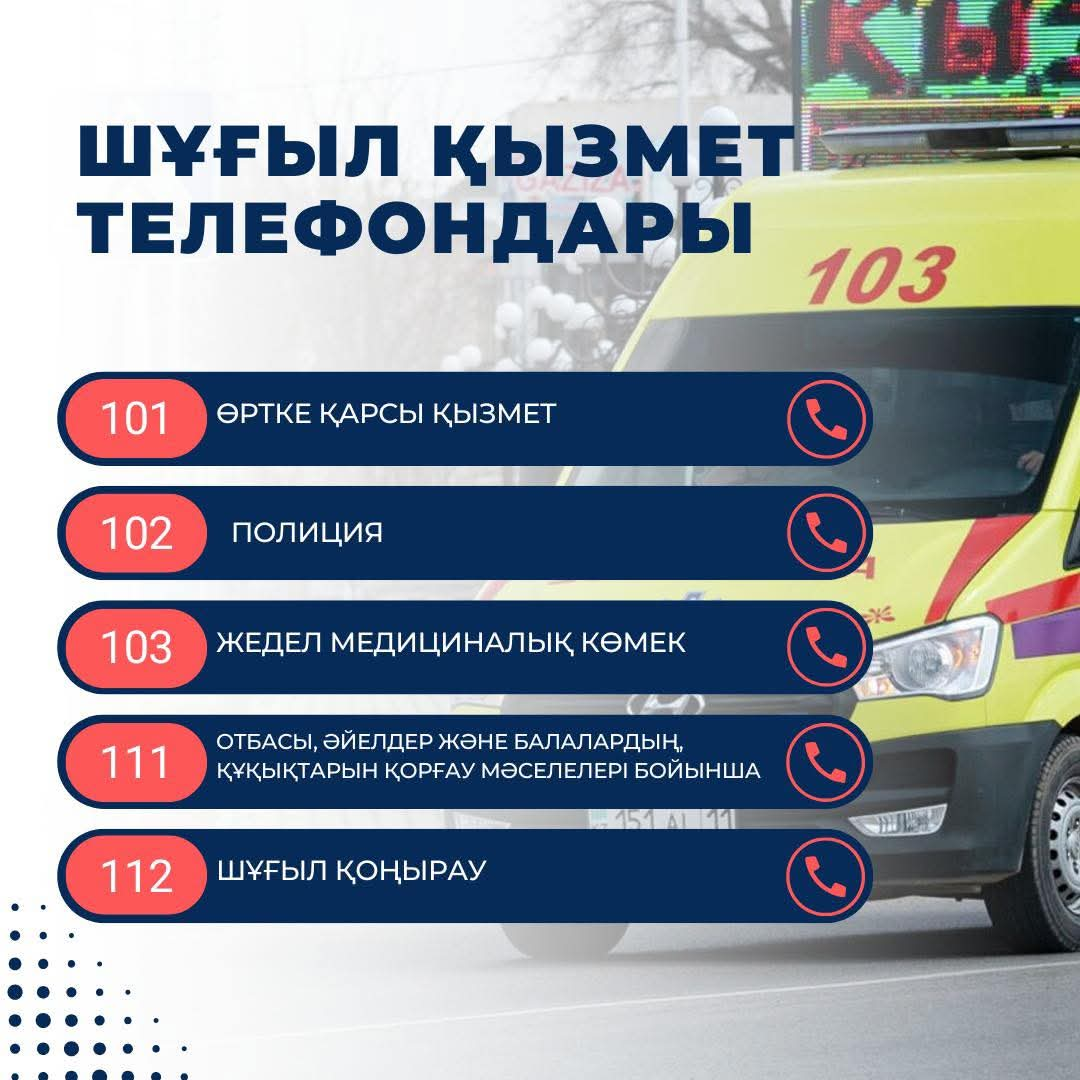 ШҰҒЫЛ ҚЫЗМЕТ
ТЕЛЕФОНДАРЫ
103
101 ӨРТКЕ ҚАРСЫ ҚЫЗМЕТ
102 ПОЛИЦИЯ
103 ЖЕДЕЛ МЕДИЦИНАЛЫҚ КӨМЕК
111 ОТБАСЫ, ӘЙЕЛДЕР ЖӘНЕ БАЛАЛАРДЫҢ,
ҚҰҚЫҚТАРЫН ҚОРҒАУ МӘСЕЛЕЛЕРІ БОЙЫНША
112 ШҰҒЫЛ ҚОҢЫРАУ